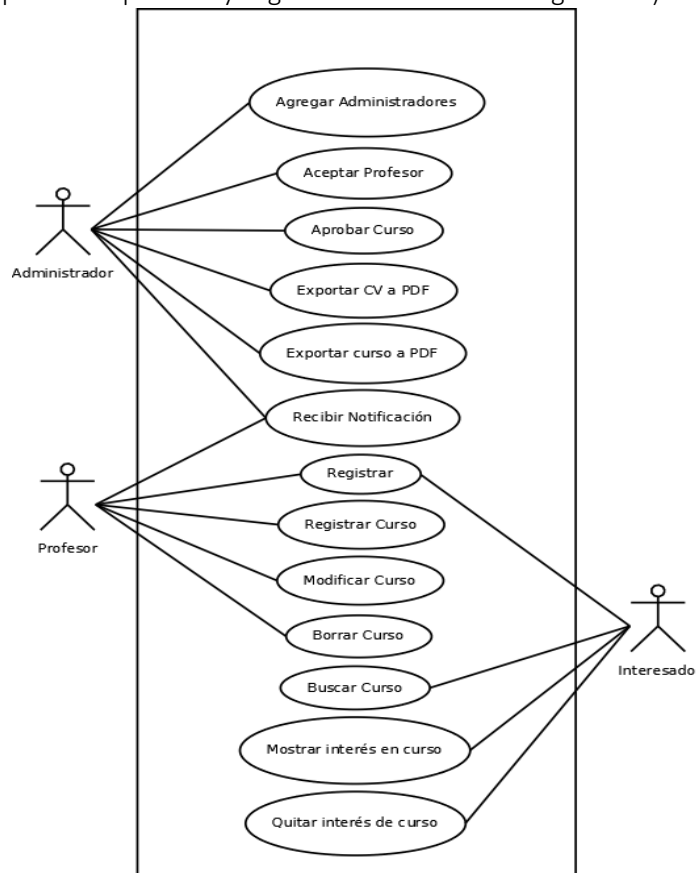 Agregar Administradores
Aceptar Profesor
Aprobar Curso
Administrador
Exportar CV a PDF
Exportar curso a PDF
Recibir Notificación
Registrar
Registrar Curso
Profesor
Modificar Curso
Borrar Curso
Interesado
Buscar Curso
Mostrar interés en curso
Quitar interés de curso